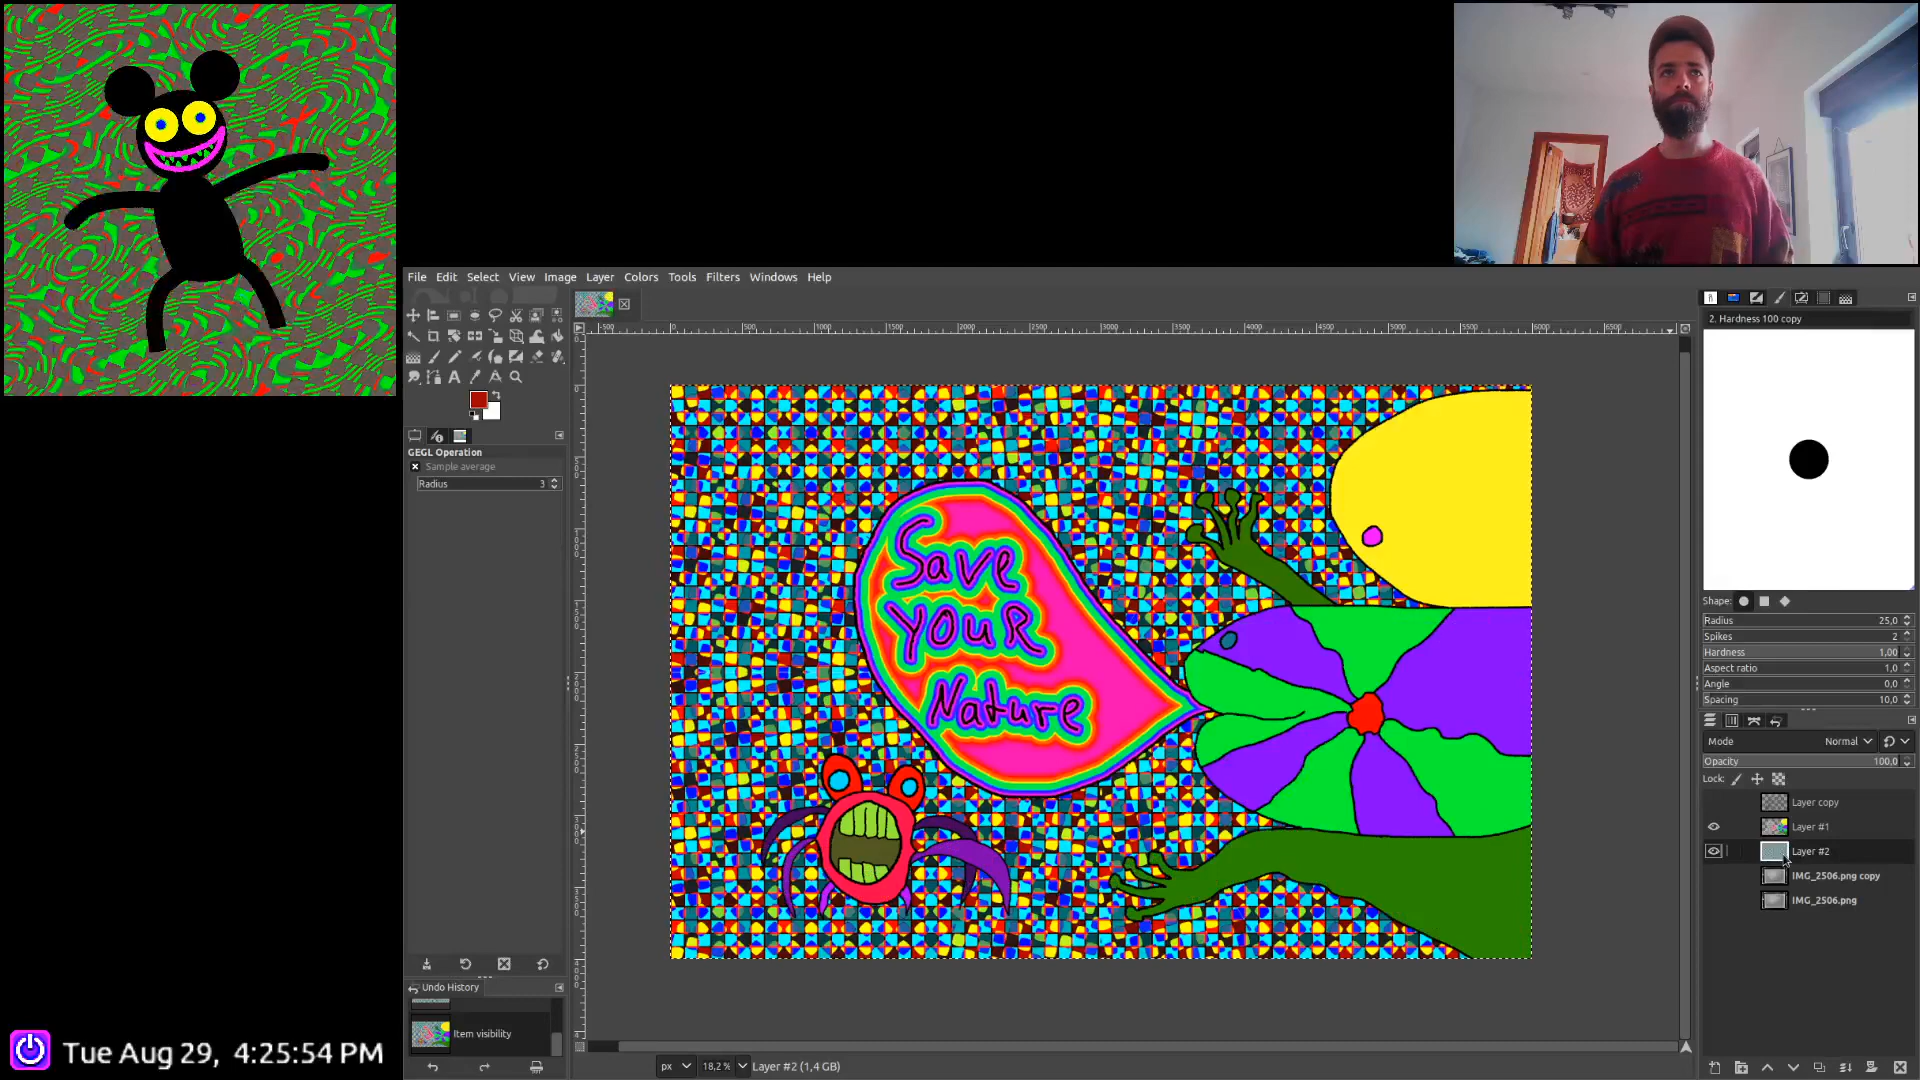 File Edit Select View Image Layer Colors Tools Filters Windows Help
2. Hardness 100 copy
GEGL Operation
Sample average
Radius 3
Save
YOUR
Nature
Shape:
Radius 25,0
Spikes 2
Hardness 1,00
Aspect ratio 1,0
Angle 0,0
Spacing 10,0
Mode Normal
Opacity 100,0
Lock:
Layer copy
Layer #1
Layer #2
IMG_2506.png copy
IMG_2506.png
Undo History
Item visibility
Tue Aug 29, 4:25:54 PM
px 18,2% Layer #2 (1,4 GB)